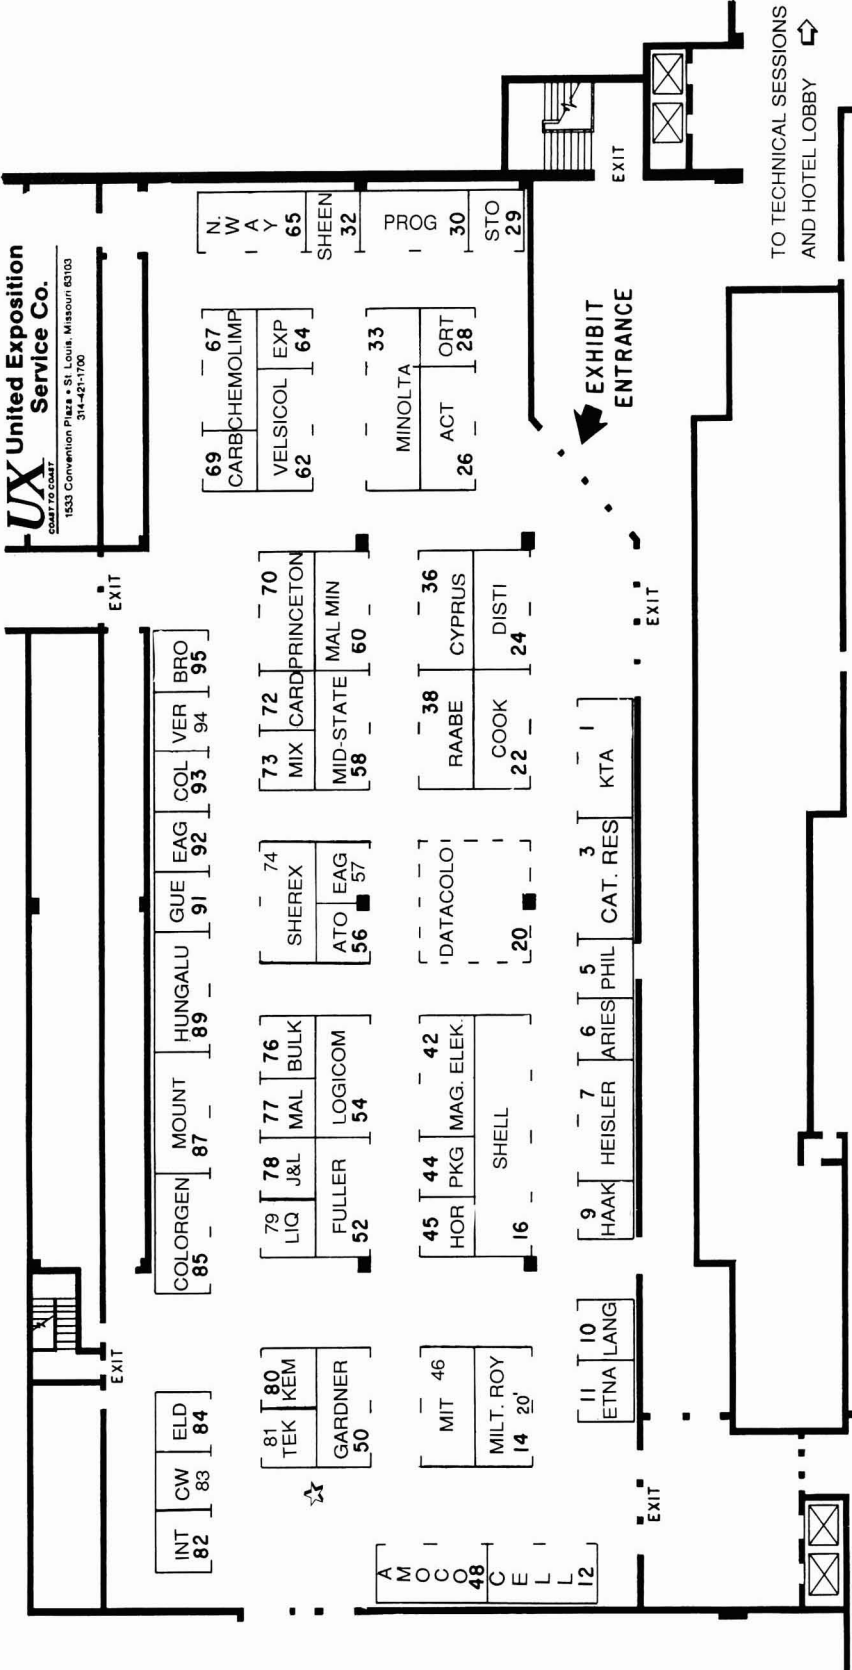 UX United Exposition
Service Co.
COAST TO COAST
1533 Convention Plaza • St. Louis, Missouri 63103
314-421-1700
EXIT
EXIT
INT
82
CW
83
ELD
84
COLORGEN
85
MOUNT
87
HUNGALU
89
GUE
91
EAG
92
COL
93
VER
94
BRO
95
81
TEK
80
KEM
GARDNER
50
79
LIQ
78
J&L
77
MAL
76
BULK
FULLER
52
LOGICOM
54
74
SHEREX
ATO
56
EAG
57
73
MIX
72
CARD
70
PRINCETON
MID-STATE
58
MAL MIN
60
69
CARB
67
CHEMOLIMP
VELSICOL
62
EXP
64
N.
WAY
65
SHEEN
32
PROG
30
STO
29
AMOCO
48
CELL
12
46
MIT
MILT. ROY
14 20'
45
HOR
44
PKG
42
MAG. ELEK.
SHELL
16
DATACOLO
20
38
RAABE
36
CYPRUS
COOK
22
DISTI
24
33
MINOLTA
ACT
26
ORT
28
11
ETNA
10
LANG
9
HAAK
7
HEISLER
6
ARIES
5
PHIL
3
CAT. RES
1
KTA
EXIT
EXIT
EXHIBIT
ENTRANCE
EXIT
TO TECHNICAL SESSIONS
AND HOTEL LOBBY